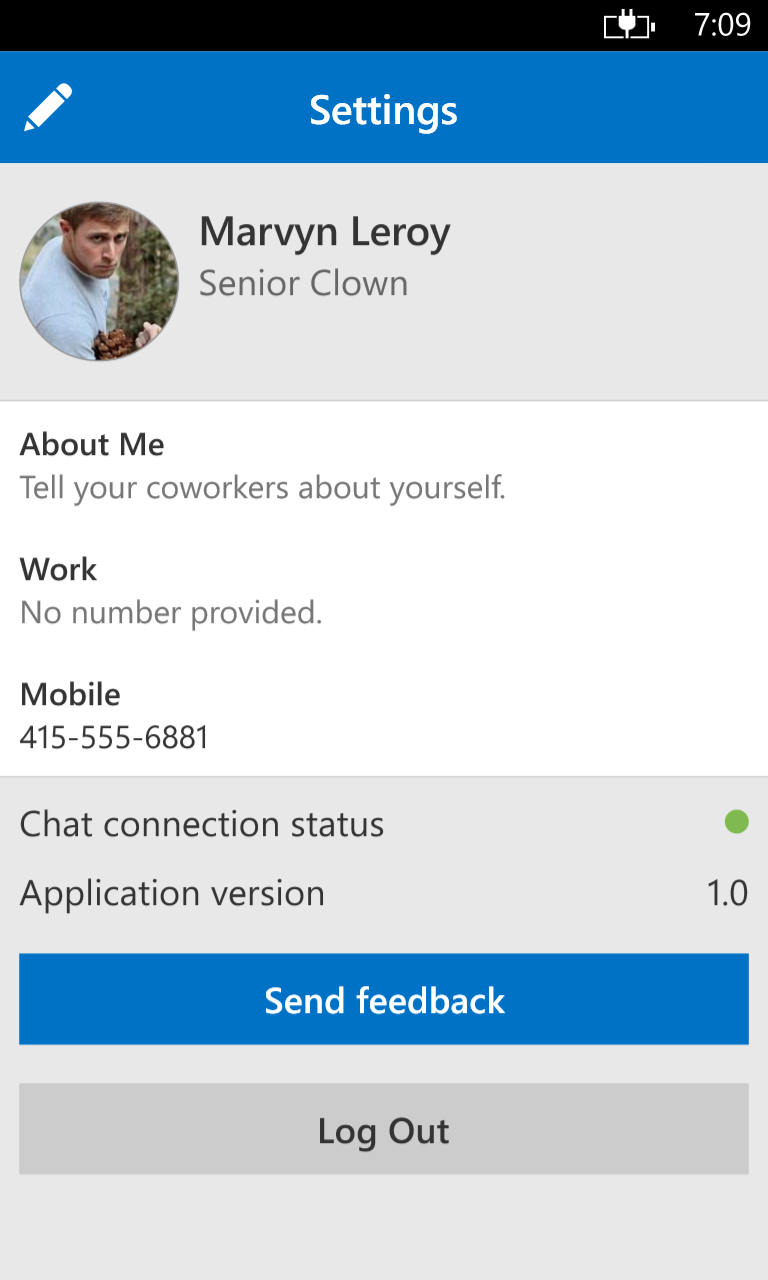 7:09
Settings
Marvyn Leroy
Senior Clown
About Me
Tell your coworkers about yourself.
Work
No number provided.
Mobile
415-555-6881
Chat connection status
Application version 1.0
Send feedback
Log Out